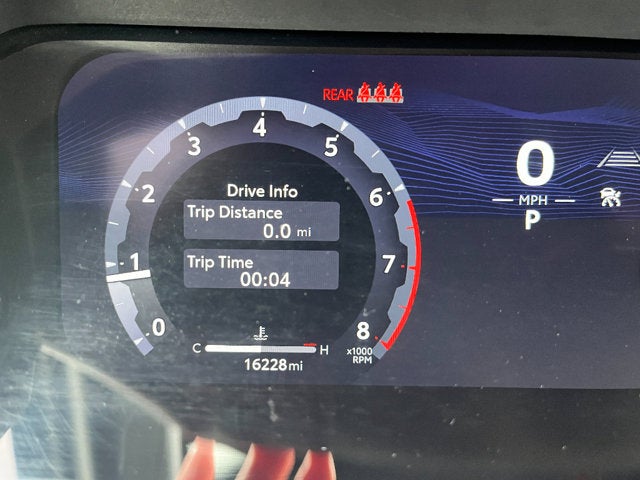 REAR
0
MPH
P
0
1
2
3
4
5
6
7
8
x1000
RPM
Drive Info
Trip Distance
0.0 mi
Trip Time
00:04
C H
16228mi